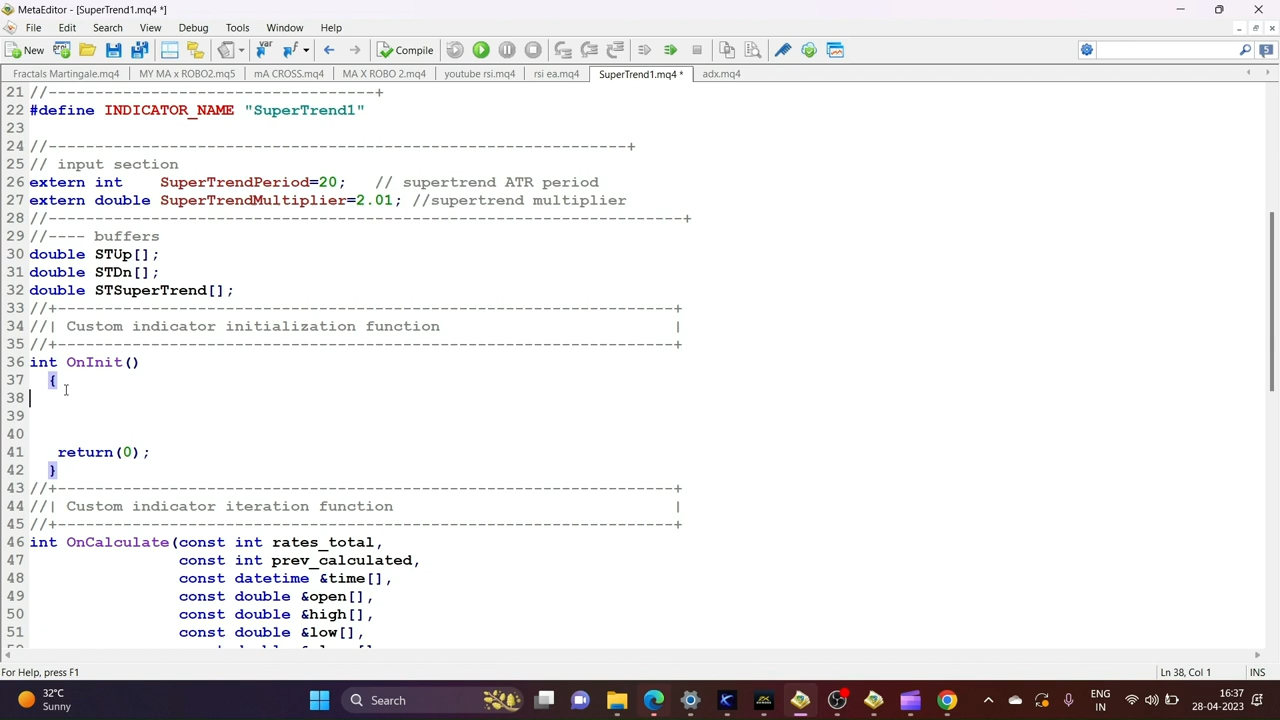 MetaEditor - [SuperTrend1.mq4 *]
File Edit Search View Debug Tools Window Help
New Compile 5
Fractals Martingale.mq4 MY MA x ROBO2.mq5 mA CROSS.mq4 MA X ROBO 2.mq4 youtube rsi.mq4 rsi ea.mq4 SuperTrend1.mq4 * adx.mq4
21 //-----------------------------------+
22 #define INDICATOR_NAME "SuperTrend1"
23
24 //--------------------------------------------------------------+
25 // input section
26 extern int    SuperTrendPeriod=20;   // supertrend ATR period
27 extern double SuperTrendMultiplier=2.01; //supertrend multiplier
28 //--------------------------------------------------------------------+
29 //---- buffers
30 double STUp[];
31 double STDn[];
32 double STSuperTrend[];
33 //+------------------------------------------------------------------+
34 //| Custom indicator initialization function                         |
35 //+------------------------------------------------------------------+
36 int OnInit()
37   {
38
39
40
41    return(0);
42   }
43 //+------------------------------------------------------------------+
44 //| Custom indicator iteration function                              |
45 //+------------------------------------------------------------------+
46 int OnCalculate(const int rates_total,
47                 const int prev_calculated,
48                 const datetime &time[],
49                 const double &open[],
50                 const double &high[],
51                 const double &low[],
For Help, press F1 Ln 38, Col 1 INS
32°C
Sunny
Search
ENG
IN
16:37
28-04-2023